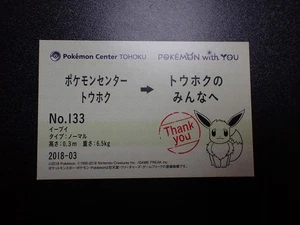 Pokémon Center TOHOKU
POKÉMON with YOU
ポケモンセンター
トウホク
➡
トウホクの
みんなへ
No.133
イーブイ
タイプ：ノーマル
高さ：0.3m 重さ：6.5kg
2018-03
Thank
you